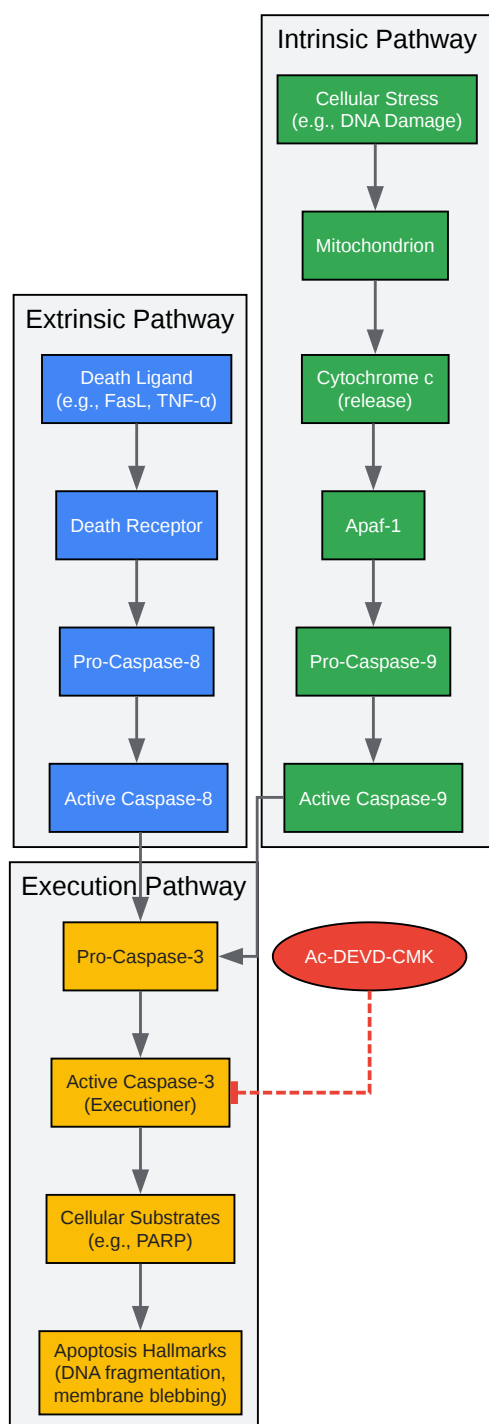 Intrinsic Pathway
Cellular Stress
(e.g., DNA Damage)
Mitochondrion
Cytochrome c
(release)
Apaf-1
Pro-Caspase-9
Active Caspase-9
Extrinsic Pathway
Death Ligand
(e.g., FasL, TNF-α)
Death Receptor
Pro-Caspase-8
Active Caspase-8
Execution Pathway
Pro-Caspase-3
Ac-DEVD-CMK
Active Caspase-3
(Executioner)
Cellular Substrates
(e.g., PARP)
Apoptosis Hallmarks
(DNA fragmentation,
membrane blebbing)